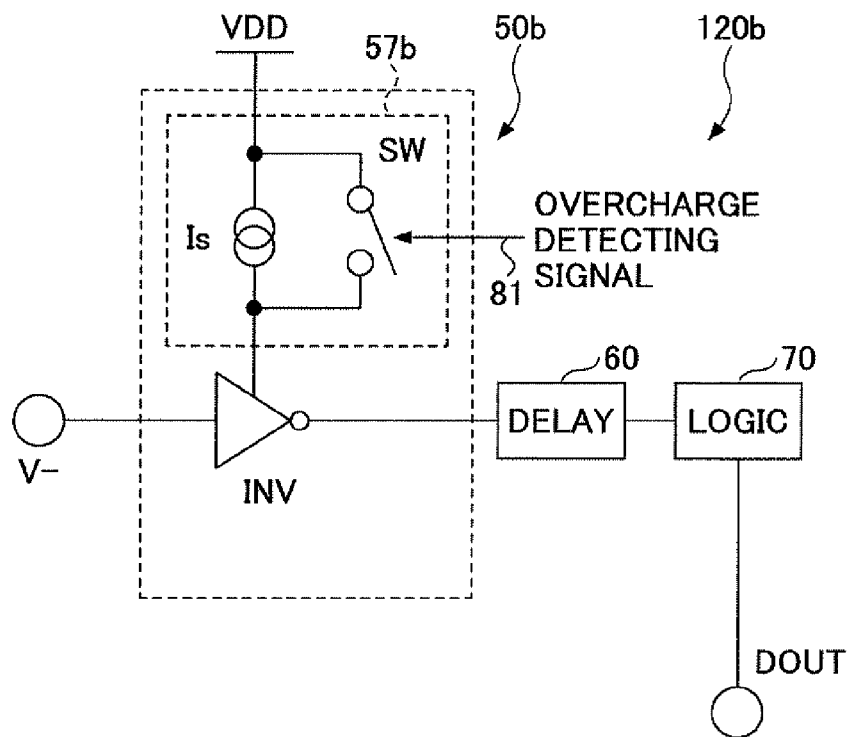 VDD
57b
50b
120b
SW
Is
OVERCHARGE
DETECTING
SIGNAL
81
60
70
DELAY
LOGIC
V-
INV
DOUT